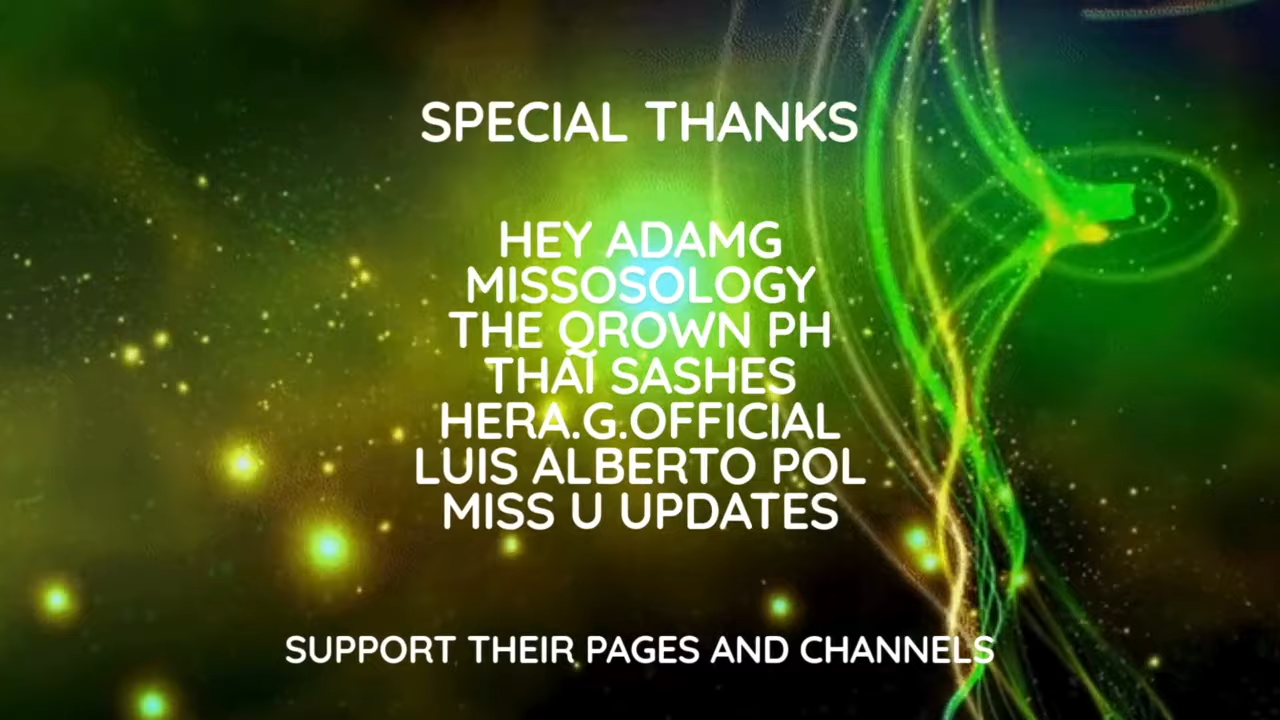 SPECIAL THANKS
HEY ADAMG
MISSOSOLOGY
THE QROWN PH
THAĨ SASHES
HERA.G.OFFICIAL
LUIS ALBERTO POL
MISS U UPDATES
SUPPORT THEIR PAGES AND CHANNELS